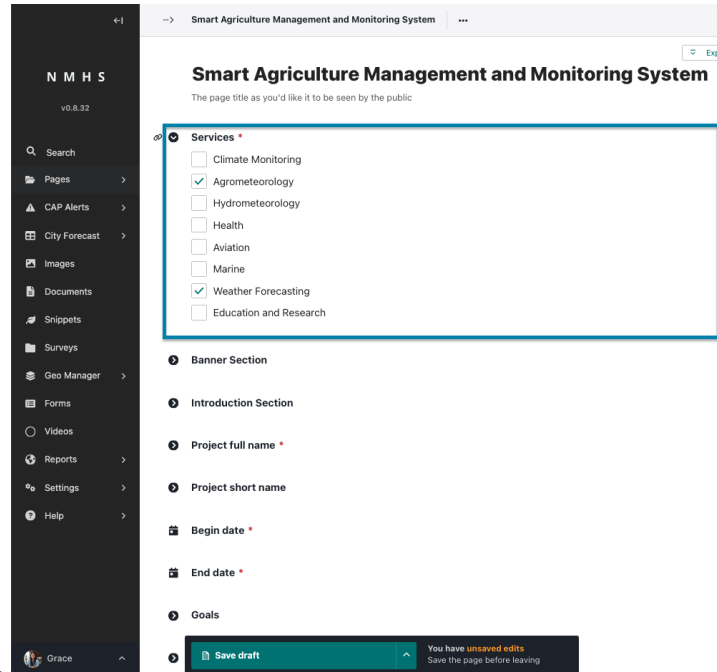 Smart Agriculture Management and Monitoring System
Exp
N M H S
v0.8.32
Search
Pages
CAP Alerts
City Forecast
Images
Documents
Snippets
Surveys
Geo Manager
Forms
Videos
Reports
Settings
Help
Grace
Smart Agriculture Management and Monitoring System
The page title as you'd like it to be seen by the public
Services *
Climate Monitoring
Agrometeorology
Hydrometeorology
Health
Aviation
Marine
Weather Forecasting
Education and Research
Banner Section
Introduction Section
Project full name *
Project short name
Begin date *
End date *
Goals
Save draft
You have unsaved edits
Save the page before leaving